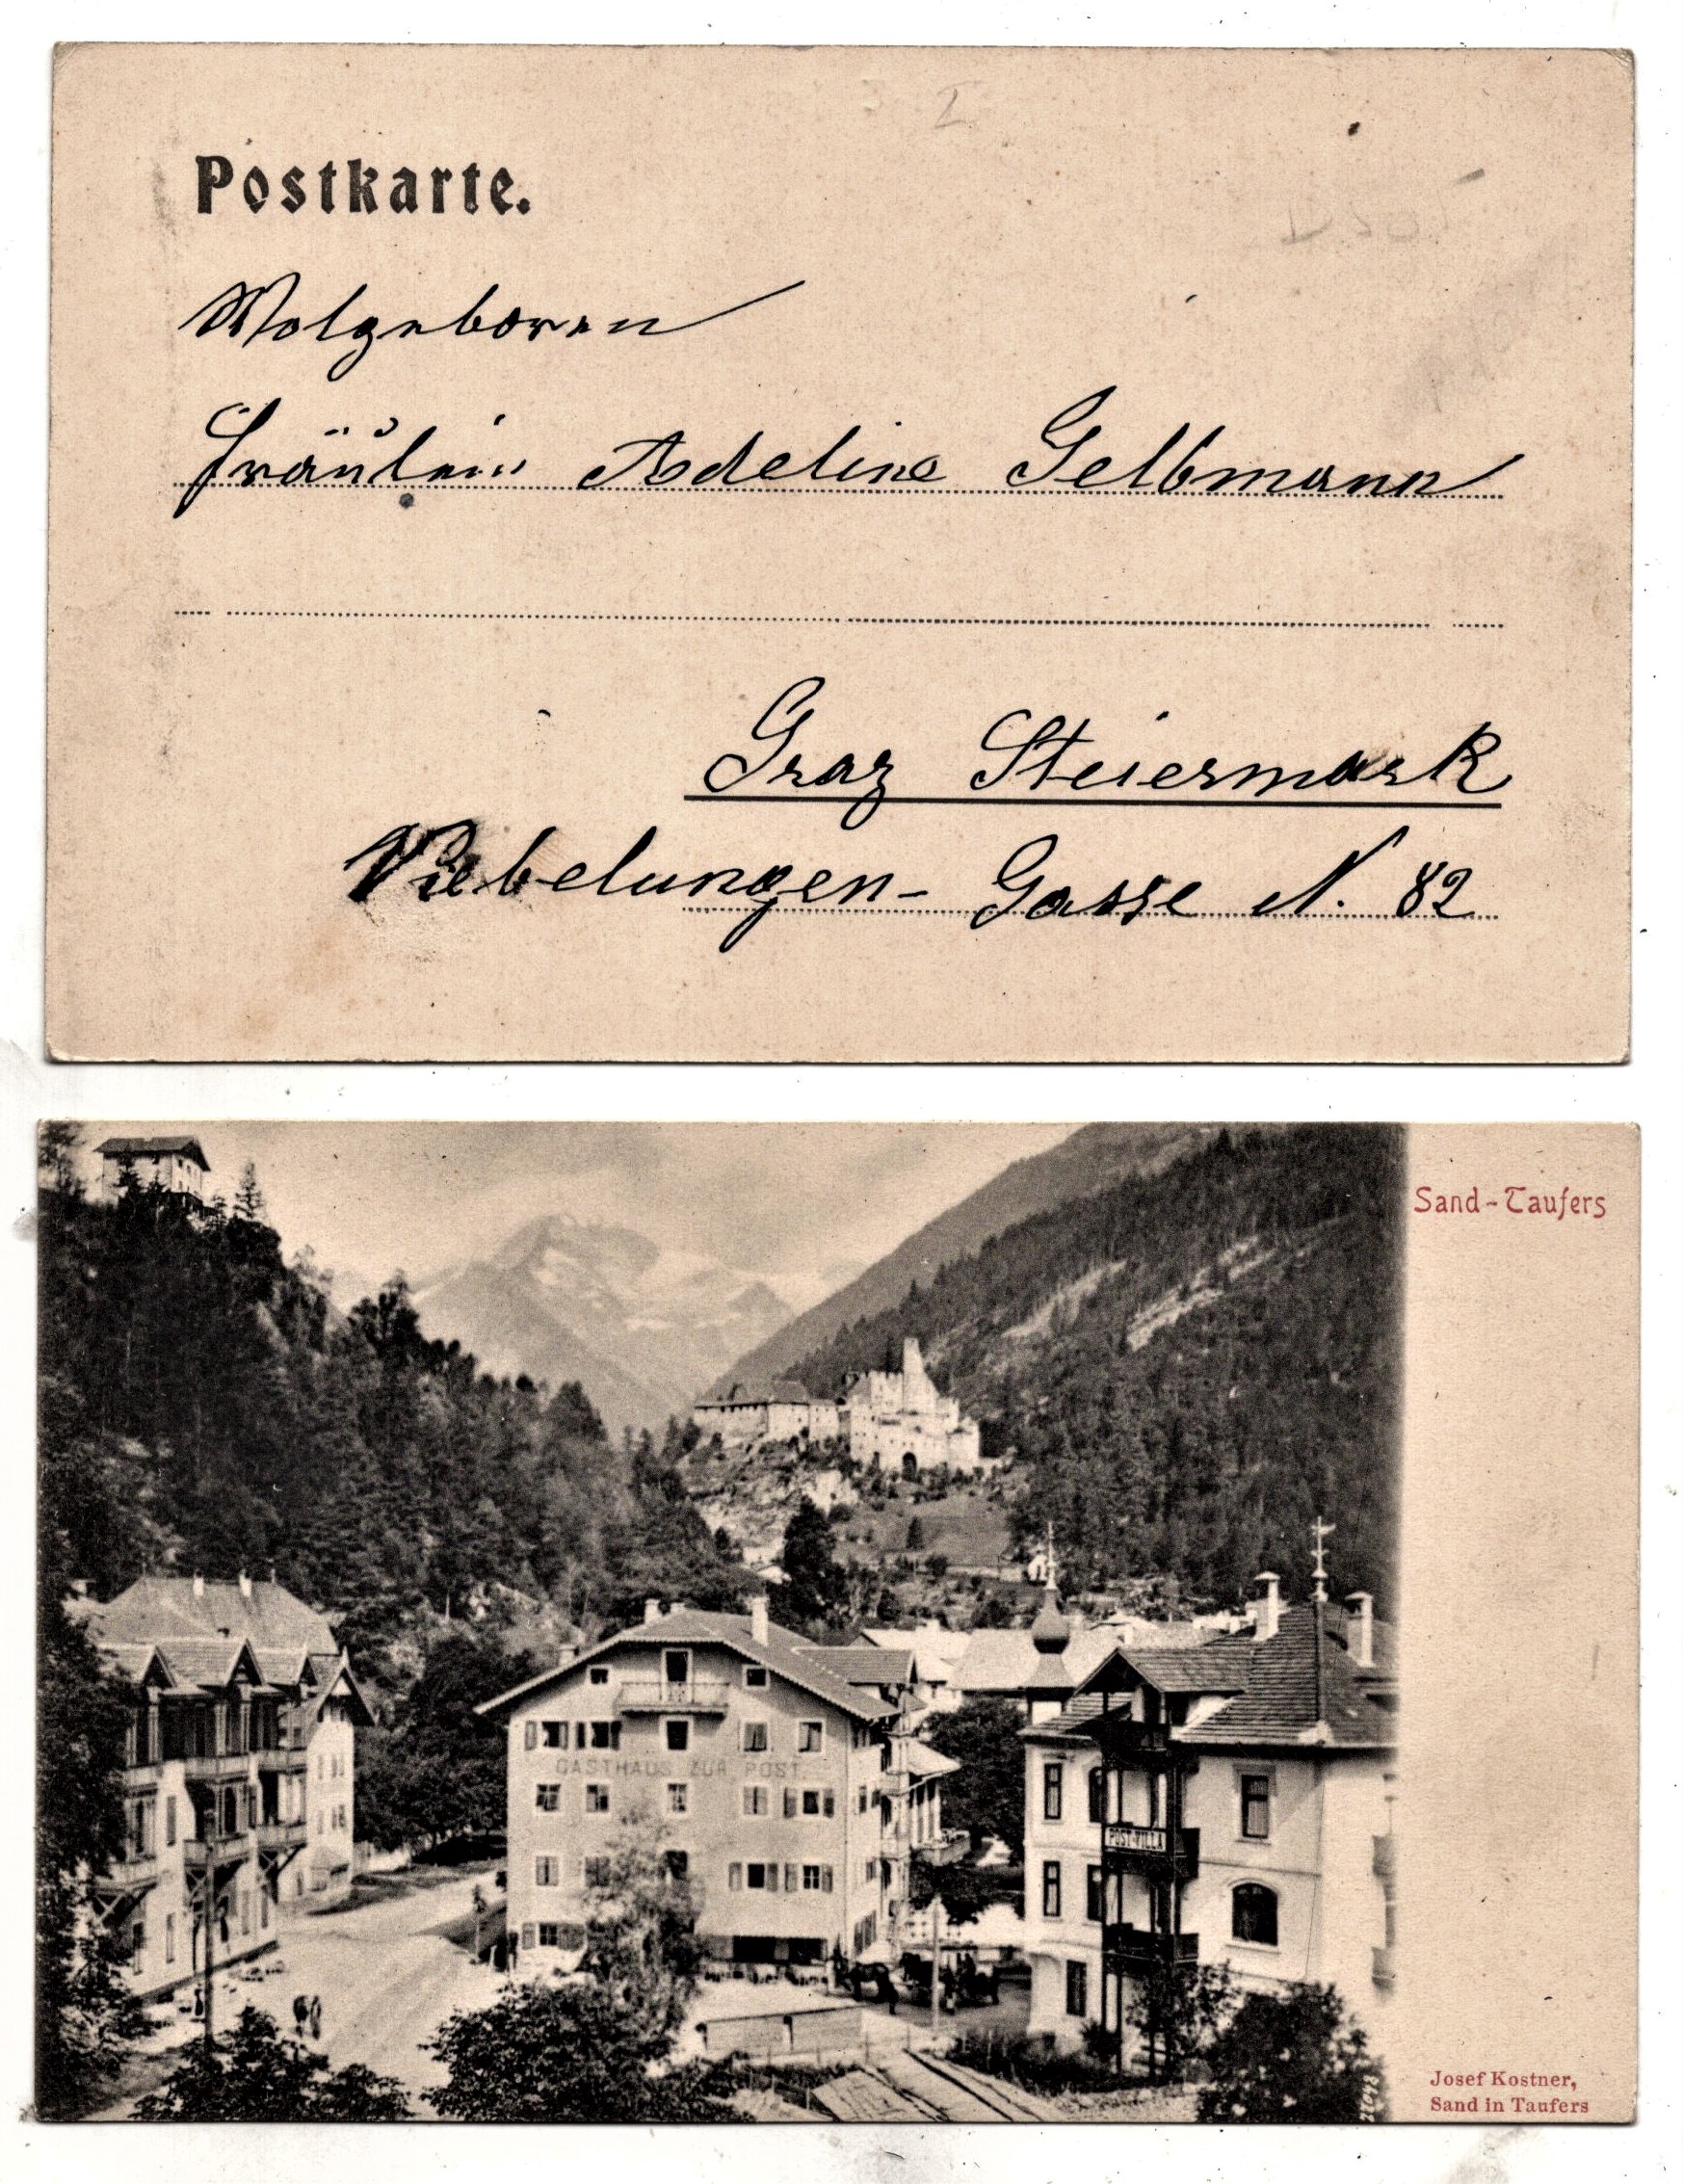 Postkarte.
Wolgeboren
Fräulein Adeline Gelbmann
Graz Steiermark
Niebelungen- Gasse N. 82
Sand-Taufers
GASTHAUS ZUR POST.
POST-VILLA
Josef Kostner,
Sand in Taufers